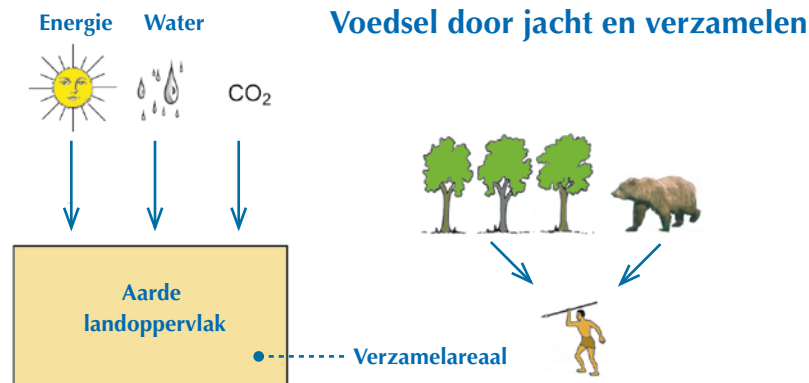 Voedsel door jacht en verzamelen
Energie Water
CO₂
Aarde
landoppervlak
Verzamelareaal